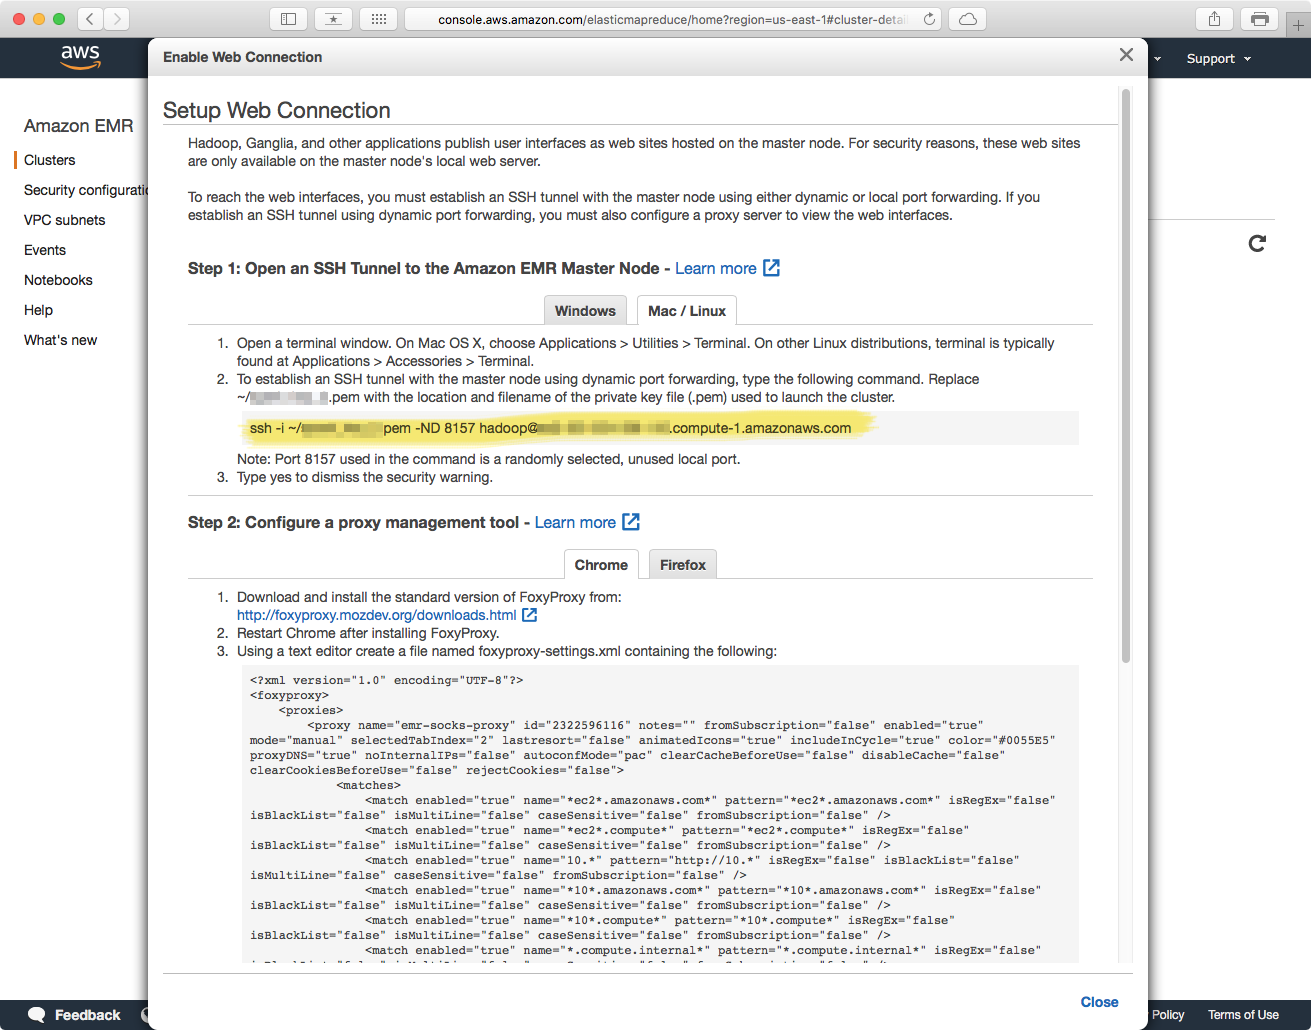 console.aws.amazon.com/elasticmapreduce/home?region=us-east-1#cluster-detai
aws
Support
Enable Web Connection
Amazon EMR
Clusters
Security configuratio
VPC subnets
Events
Notebooks
Help
What's new
Setup Web Connection
Hadoop, Ganglia, and other applications publish user interfaces as web sites hosted on the master node. For security reasons, these web sites
are only available on the master node's local web server.
To reach the web interfaces, you must establish an SSH tunnel with the master node using either dynamic or local port forwarding. If you
establish an SSH tunnel using dynamic port forwarding, you must also configure a proxy server to view the web interfaces.
Step 1: Open an SSH Tunnel to the Amazon EMR Master Node - Learn more
Windows
Mac / Linux
1. Open a terminal window. On Mac OS X, choose Applications > Utilities > Terminal. On other Linux distributions, terminal is typically
found at Applications > Accessories > Terminal.
2. To establish an SSH tunnel with the master node using dynamic port forwarding, type the following command. Replace
~/ .pem with the location and filename of the private key file (.pem) used to launch the cluster.
ssh -i ~/ pem -ND 8157 hadoop@ .compute-1.amazonaws.com
Note: Port 8157 used in the command is a randomly selected, unused local port.
3. Type yes to dismiss the security warning.
Step 2: Configure a proxy management tool - Learn more
Chrome
Firefox
1. Download and install the standard version of FoxyProxy from:
http://foxyproxy.mozdev.org/downloads.html
2. Restart Chrome after installing FoxyProxy.
3. Using a text editor create a file named foxyproxy-settings.xml containing the following:
<?xml version="1.0" encoding="UTF-8"?>
<foxyproxy>
<proxies>
<proxy name="emr-socks-proxy" id="2322596116" notes="" fromSubscription="false" enabled="true"
mode="manual" selectedTabIndex="2" lastresort="false" animatedIcons="true" includeInCycle="true" color="#0055E5"
proxyDNS="true" noInternalIPs="false" autoconfMode="pac" clearCacheBeforeUse="false" disableCache="false"
clearCookiesBeforeUse="false" rejectCookies="false">
<matches>
<match enabled="true" name="*ec2*.amazonaws.com*" pattern="*ec2*.amazonaws.com*" isRegEx="false"
isBlackList="false" isMultiLine="false" caseSensitive="false" fromSubscription="false" />
<match enabled="true" name="*ec2*.compute*" pattern="*ec2*.compute*" isRegEx="false"
isBlackList="false" isMultiLine="false" caseSensitive="false" fromSubscription="false" />
<match enabled="true" name="10.*" pattern="http://10.*" isRegEx="false" isBlackList="false"
isMultiLine="false" caseSensitive="false" fromSubscription="false" />
<match enabled="true" name="*10*.amazonaws.com*" pattern="*10*.amazonaws.com*" isRegEx="false"
isBlackList="false" isMultiLine="false" caseSensitive="false" fromSubscription="false" />
<match enabled="true" name="*10*.compute*" pattern="*10*.compute*" isRegEx="false"
isBlackList="false" isMultiLine="false" caseSensitive="false" fromSubscription="false" />
<match enabled="true" name="*.compute.internal*" pattern="*.compute.internal*" isRegEx="false"
Close
Feedback
Policy
Terms of Use